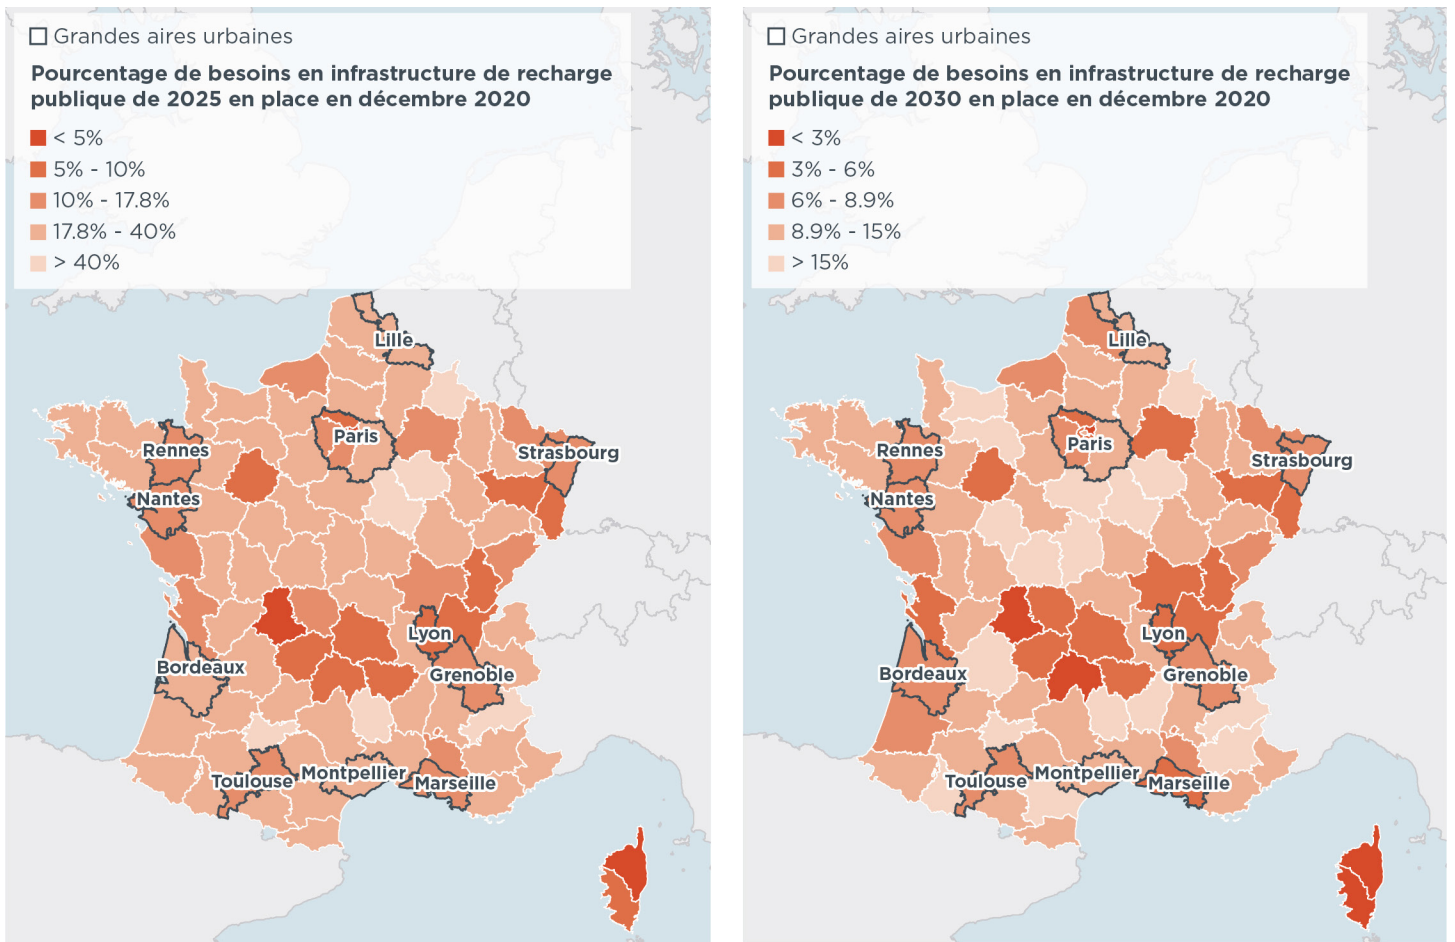 Grandes aires urbaines
Pourcentage de besoins en infrastructure de recharge
publique de 2025 en place en décembre 2020
< 5%
5% - 10%
10% - 17.8%
17.8% - 40%
> 40%
Lille
Paris
Rennes
Strasbourg
Nantes
Lyon
Bordeaux
Grenoble
Toulouse
Montpellier
Marseille
Grandes aires urbaines
Pourcentage de besoins en infrastructure de recharge
publique de 2030 en place en décembre 2020
< 3%
3% - 6%
6% - 8.9%
8.9% - 15%
> 15%
Lille
Paris
Rennes
Strasbourg
Nantes
Lyon
Bordeaux
Grenoble
Toulouse
Montpellier
Marseille